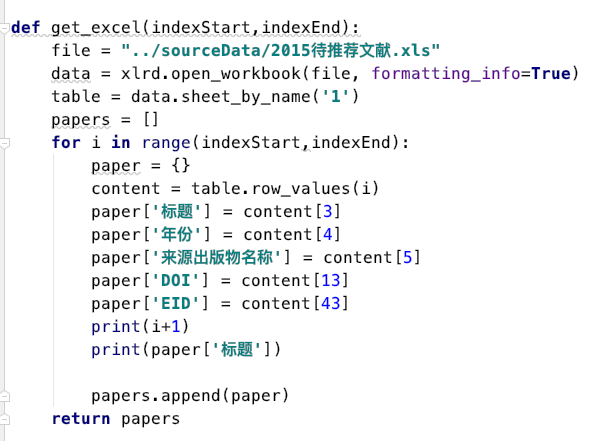 def get_excel(indexStart,indexEnd):
    file = "../sourceData/2015待推荐文献.xls"
    data = xlrd.open_workbook(file, formatting_info=True)
    table = data.sheet_by_name('1')
    papers = []
    for i in range(indexStart,indexEnd):
        paper = {}
        content = table.row_values(i)
        paper['标题'] = content[3]
        paper['年份'] = content[4]
        paper['来源出版物名称'] = content[5]
        paper['DOI'] = content[13]
        paper['EID'] = content[43]
        print(i+1)
        print(paper['标题'])

        papers.append(paper)
    return papers